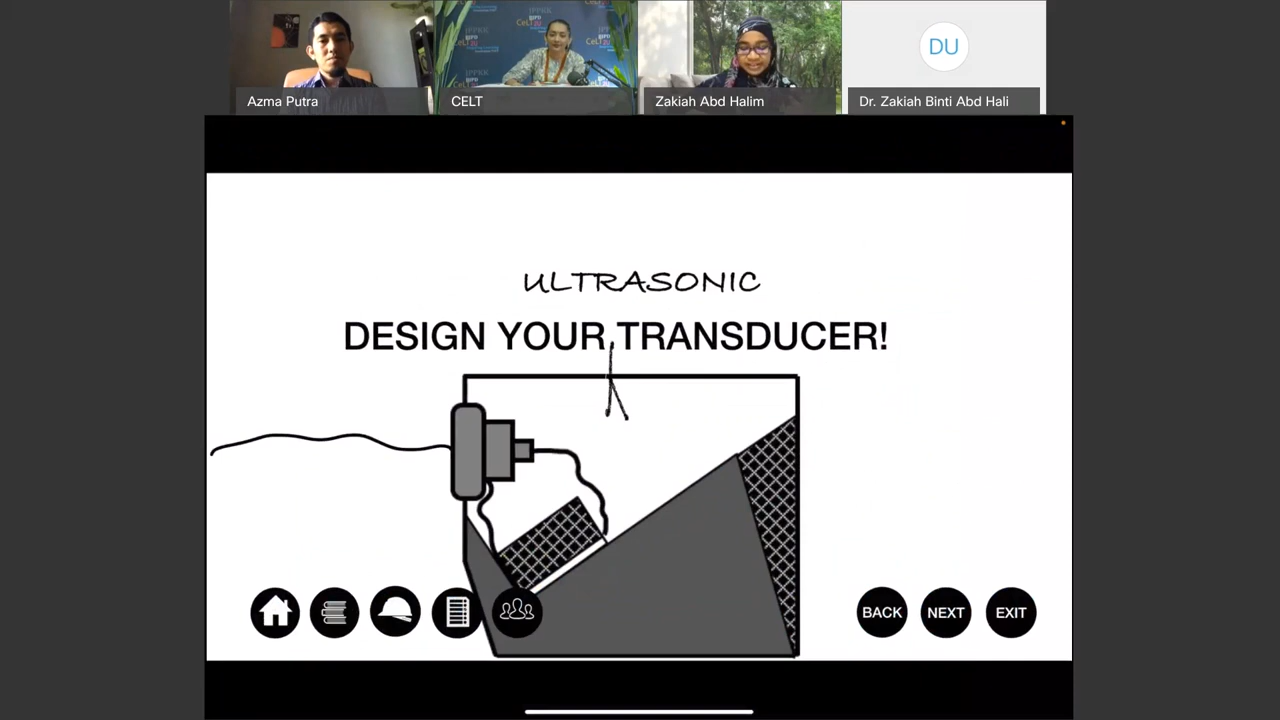 Azma Putra
CELT
Zakiah Abd Halim
DU
Dr. Zakiah Binti Abd Hali
ULTRASONIC
DESIGN YOUR TRANSDUCER!
BACK
NEXT
EXIT